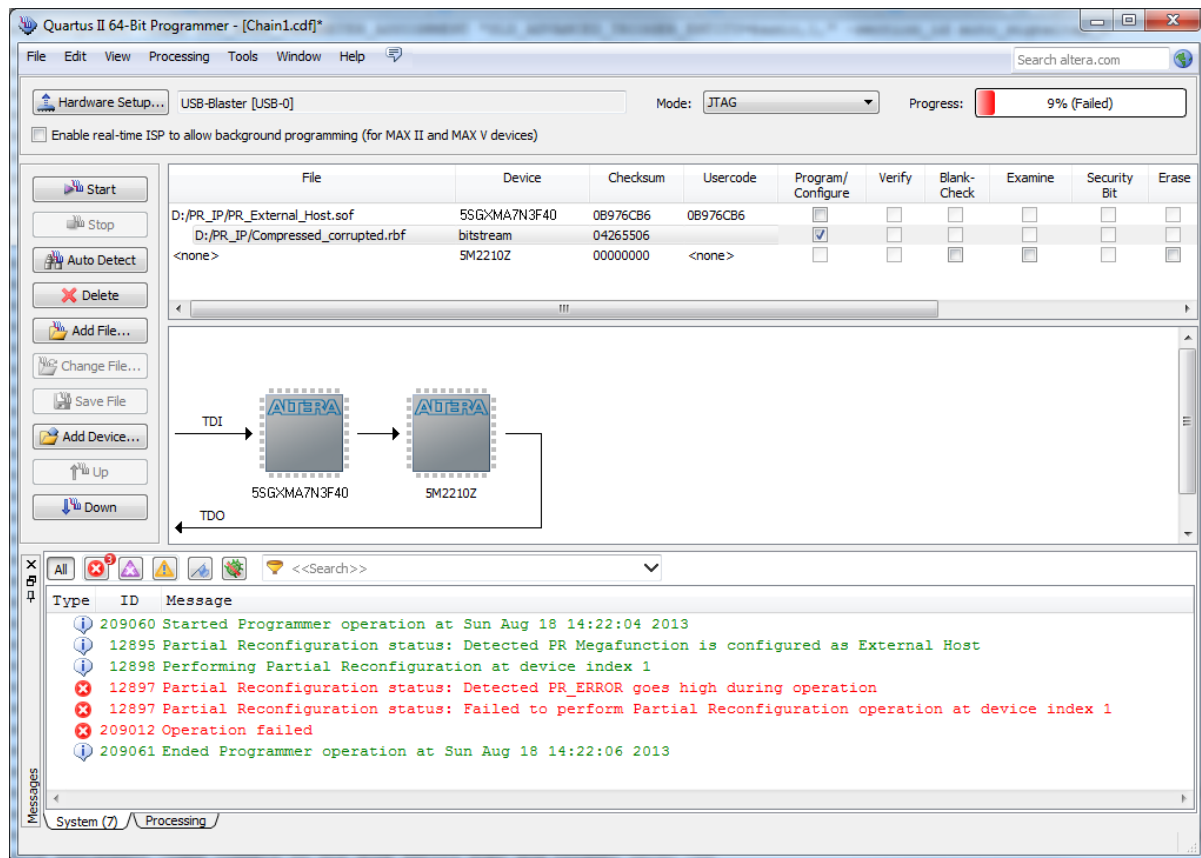 Quartus II 64-Bit Programmer - [Chain1.cdf]*
File Edit View Processing Tools Window Help
Search altera.com
Hardware Setup... USB-Blaster [USB-0] Mode: JTAG Progress: 9% (Failed)
Enable real-time ISP to allow background programming (for MAX II and MAX V devices)
Start
Stop
Auto Detect
Delete
Add File...
Change File...
Save File
Add Device...
Up
Down
File Device Checksum Usercode Program/ Configure Verify Blank- Check Examine Security Bit Erase
D:/PR_IP/PR_External_Host.sof 5SGXMA7N3F40 0B976CB6 0B976CB6
D:/PR_IP/Compressed_corrupted.rbf bitstream 04265506
<none> 5M2210Z 00000000 <none>
TDI
ALTERA
ALTERA
5SGXMA7N3F40
5M2210Z
TDO
All 3 <<Search>>
Type ID Message
209060 Started Programmer operation at Sun Aug 18 14:22:04 2013
12895 Partial Reconfiguration status: Detected PR Megafunction is configured as External Host
12898 Performing Partial Reconfiguration at device index 1
12897 Partial Reconfiguration status: Detected PR_ERROR goes high during operation
12897 Partial Reconfiguration status: Failed to perform Partial Reconfiguration operation at device index 1
209012 Operation failed
209061 Ended Programmer operation at Sun Aug 18 14:22:06 2013
Messages
System (7) Processing